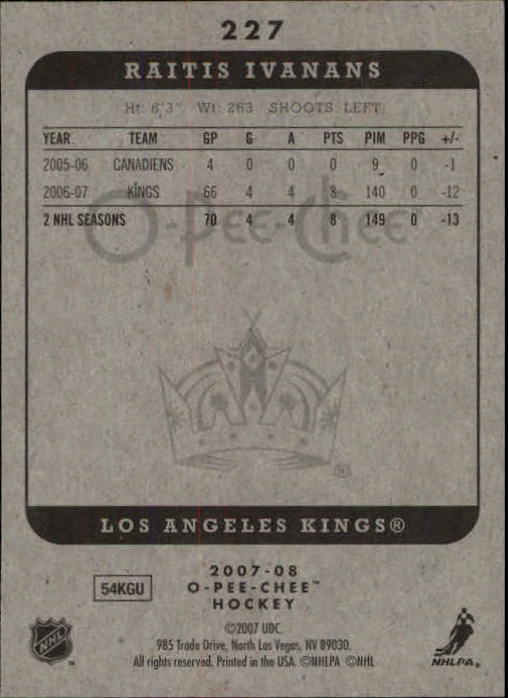 227
RAITIS IVANANS
Ht: 6'3" Wt: 263 SHOOTS: LEFT
YEAR TEAM GP G A PTS PIM PPG +/-
2005-06 CANADIENS 4 0 0 0 9 0 -1
2006-07 KINGS 66 4 4 8 140 0 -12
2 NHL SEASONS 70 4 4 8 149 0 -13
O-Pee-Chee
LOS ANGELES KINGS®
2007-08
54KGU O-PEE-CHEE™
HOCKEY
©2007 UDC.
985 Trade Drive, North Las Vegas, NV 89030.
All rights reserved. Printed in the USA. ©NHLPA ©NHL
NHL™
NHLPA®